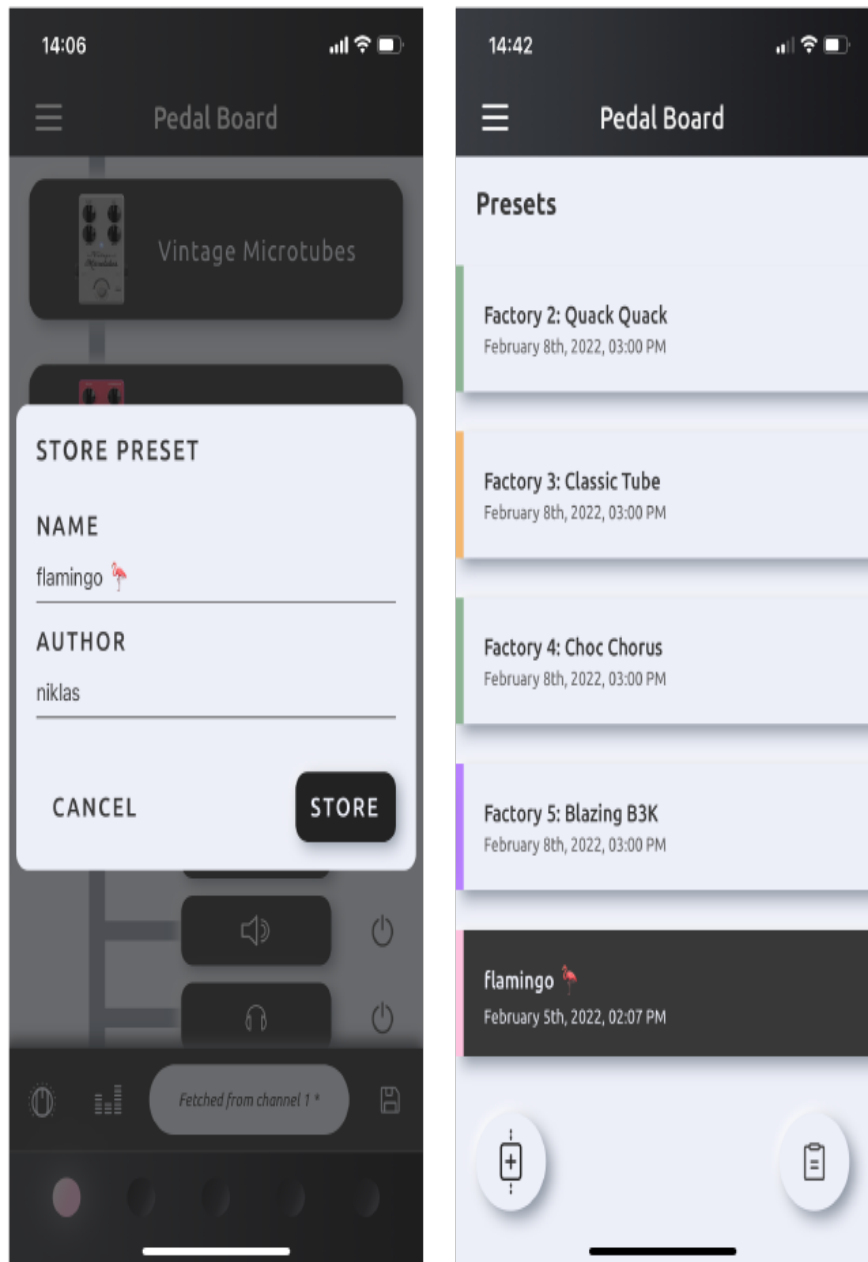 14:06
Pedal Board
Vintage Microtubes
STORE PRESET
NAME
flamingo 🦩
AUTHOR
niklas
CANCEL
STORE
Fetched from channel 1 *
14:42
Pedal Board
Presets
Factory 2: Quack Quack
February 8th, 2022, 03:00 PM
Factory 3: Classic Tube
February 8th, 2022, 03:00 PM
Factory 4: Choc Chorus
February 8th, 2022, 03:00 PM
Factory 5: Blazing B3K
February 8th, 2022, 03:00 PM
flamingo 🦩
February 5th, 2022, 02:07 PM